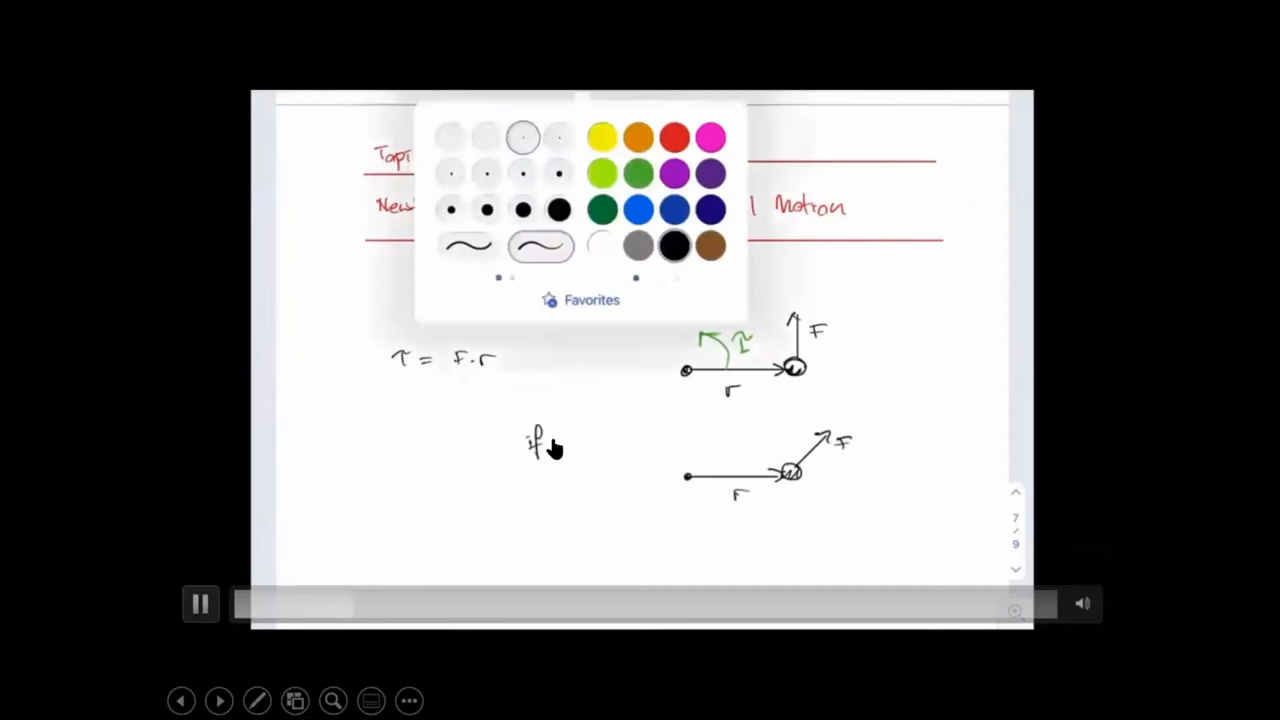 Topi
New
l Motion
Favorites
F
τ
τ = F.r
r
if
F
r
7
/
9